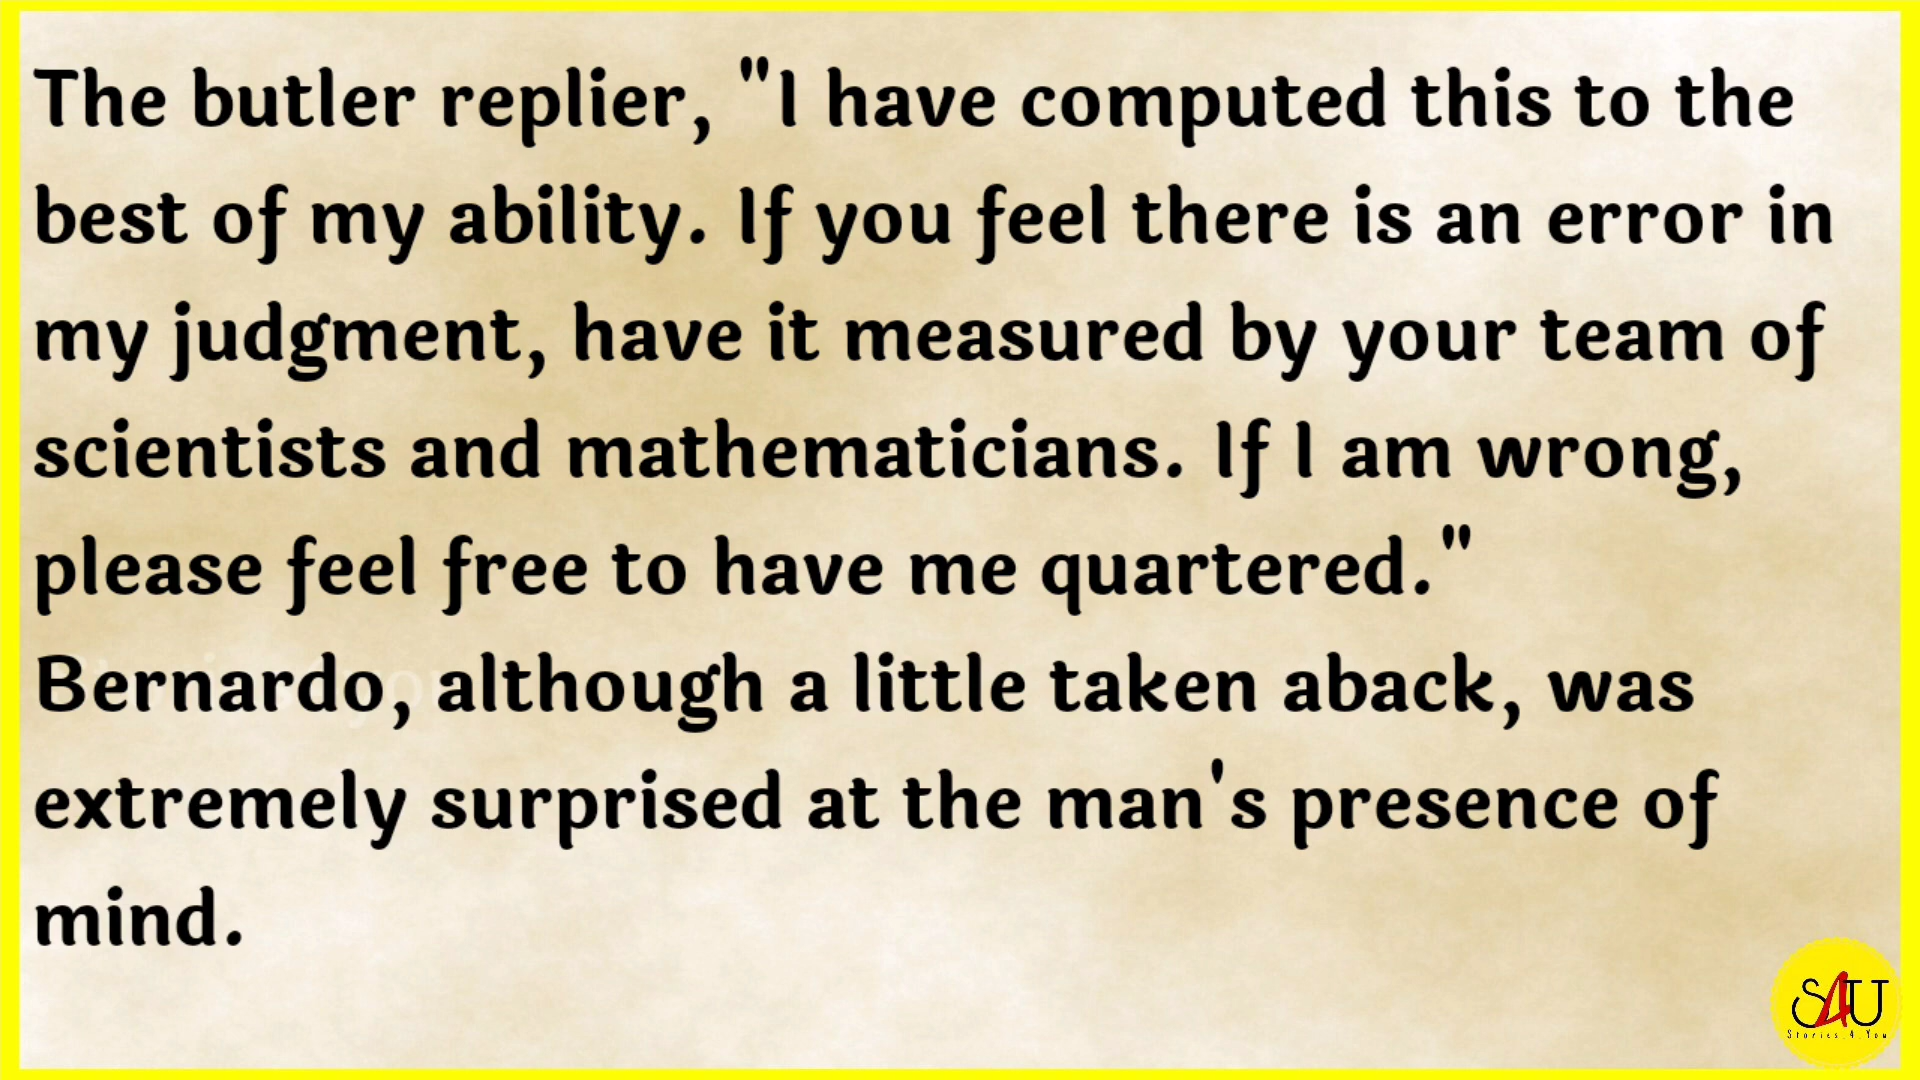 The butler replier, "I have computed this to the
best of my ability. If you feel there is an error in
my judgment, have it measured by your team of
scientists and mathematicians. If I am wrong,
please feel free to have me quartered."
Bernardo, although a little taken aback, was
extremely surprised at the man's presence of
mind.
S4U
Stories.4.You